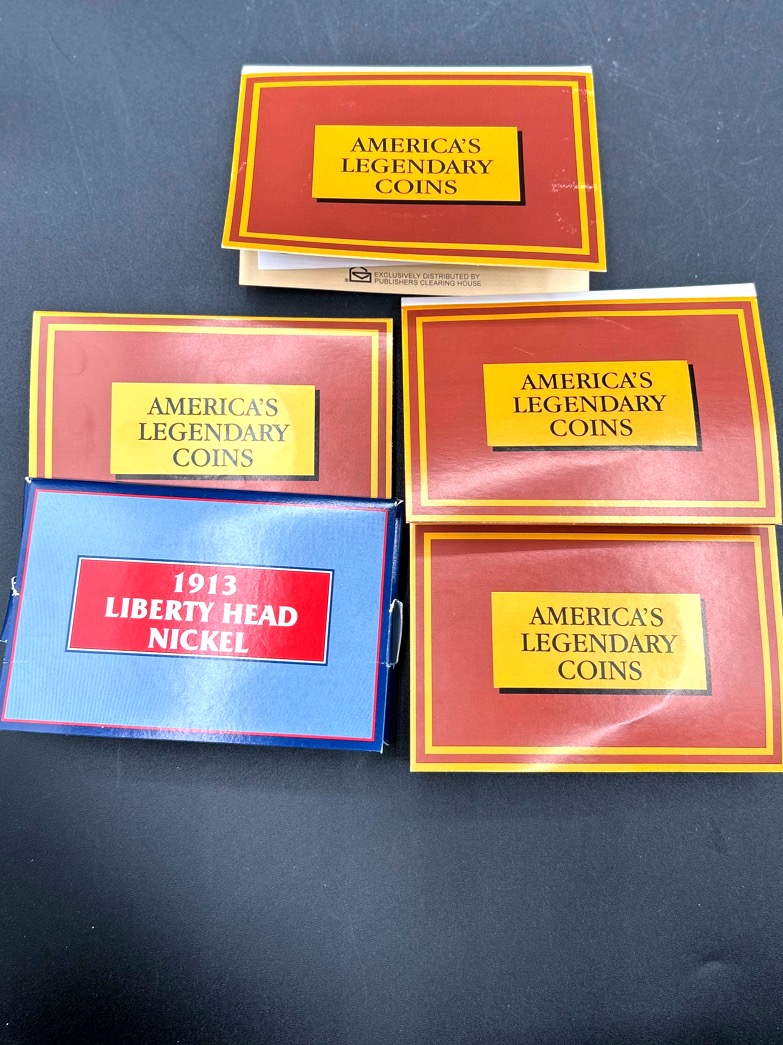 AMERICA'S
LEGENDARY
COINS
® EXCLUSIVELY DISTRIBUTED BY
PUBLISHERS CLEARING HOUSE
AMERICA'S
LEGENDARY
COINS
AMERICA'S
LEGENDARY
COINS
1913
LIBERTY HEAD
NICKEL
AMERICA'S
LEGENDARY
COINS